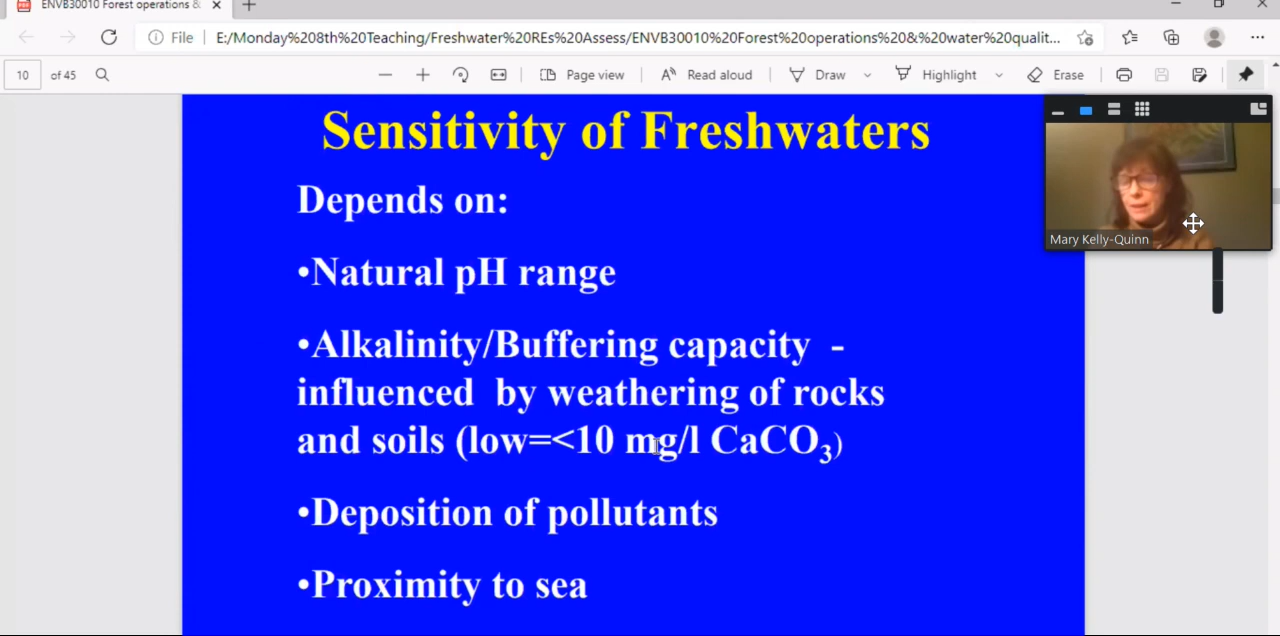 ENVB30010 Forest operations &
File
E:/Monday%208th%20Teaching/Freshwater%20REs%20Assess/ENVB30010%20Forest%20operations%20&%20water%20qualit...
10 of 45
Page view
Read aloud
Draw
Highlight
Erase
Sensitivity of Freshwaters
Depends on:
•Natural pH range
•Alkalinity/Buffering capacity -
influenced by weathering of rocks
and soils (low=<10 mg/l CaCO₃)
•Deposition of pollutants
•Proximity to sea
Mary Kelly-Quinn